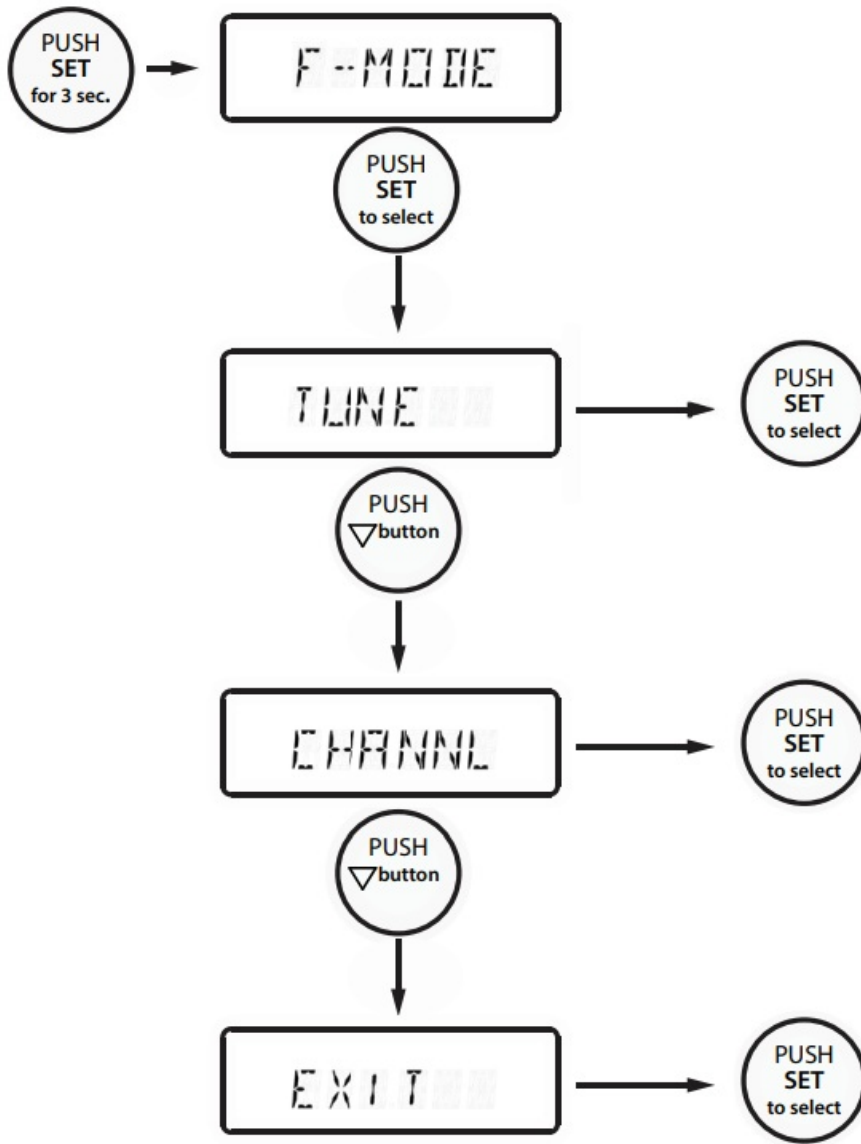 PUSH
SET
for 3 sec.
F-MODE
PUSH
SET
to select
TUNE
PUSH
SET
to select
PUSH
▽button
CHANNL
PUSH
SET
to select
PUSH
▽button
EXIT
PUSH
SET
to select